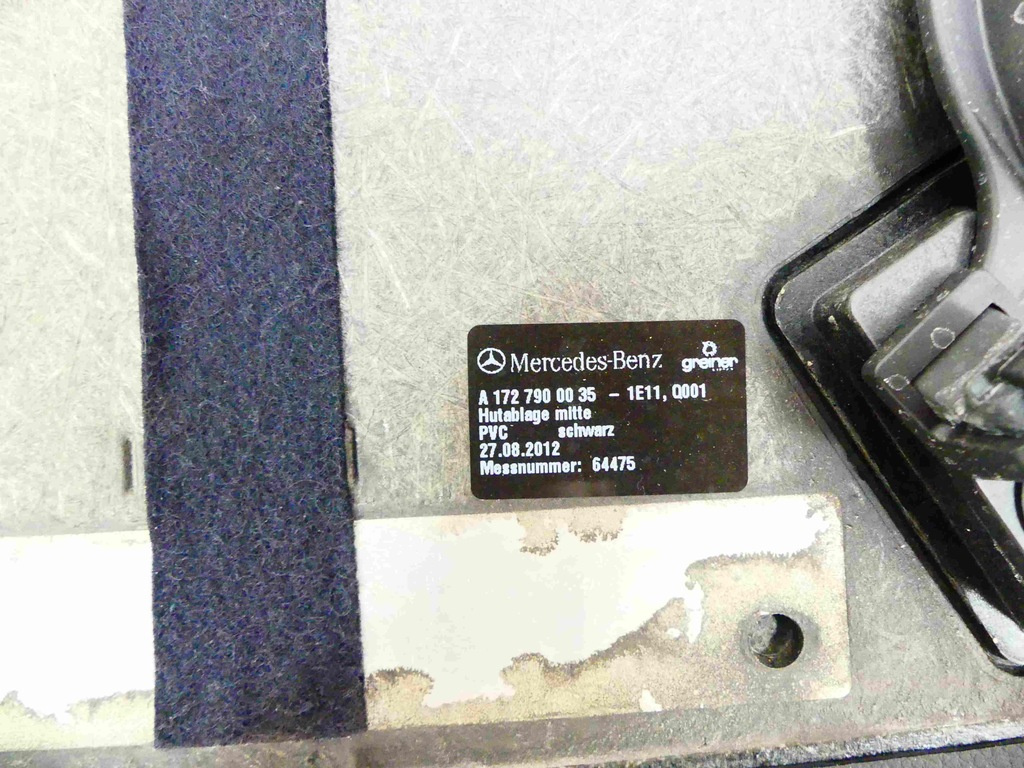 Mercedes-Benz greiner
A 172 790 00 35 - 1E11, Q001
Hutablage mitte
PVC schwarz
27.08.2012
Messnummer: 64475